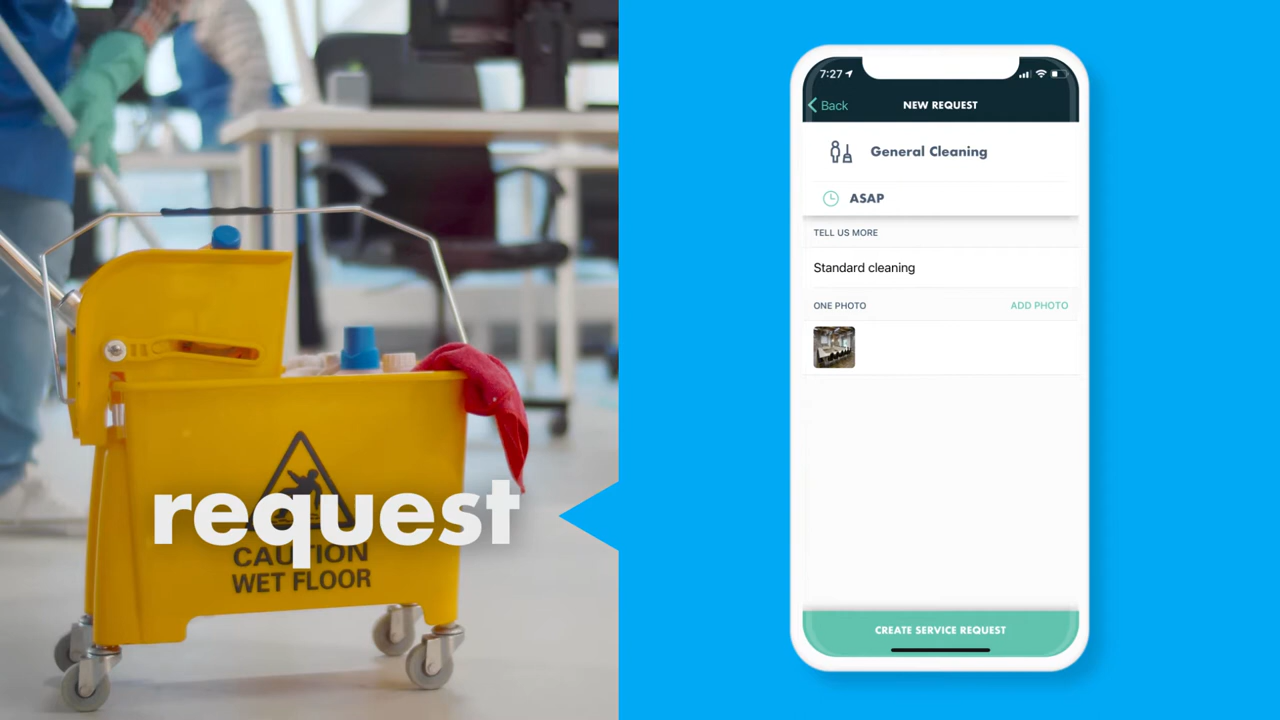 request
CAUTION
WET FLOOR
7:27
Back
NEW REQUEST
General Cleaning
ASAP
TELL US MORE
Standard cleaning
ONE PHOTO
ADD PHOTO
CREATE SERVICE REQUEST